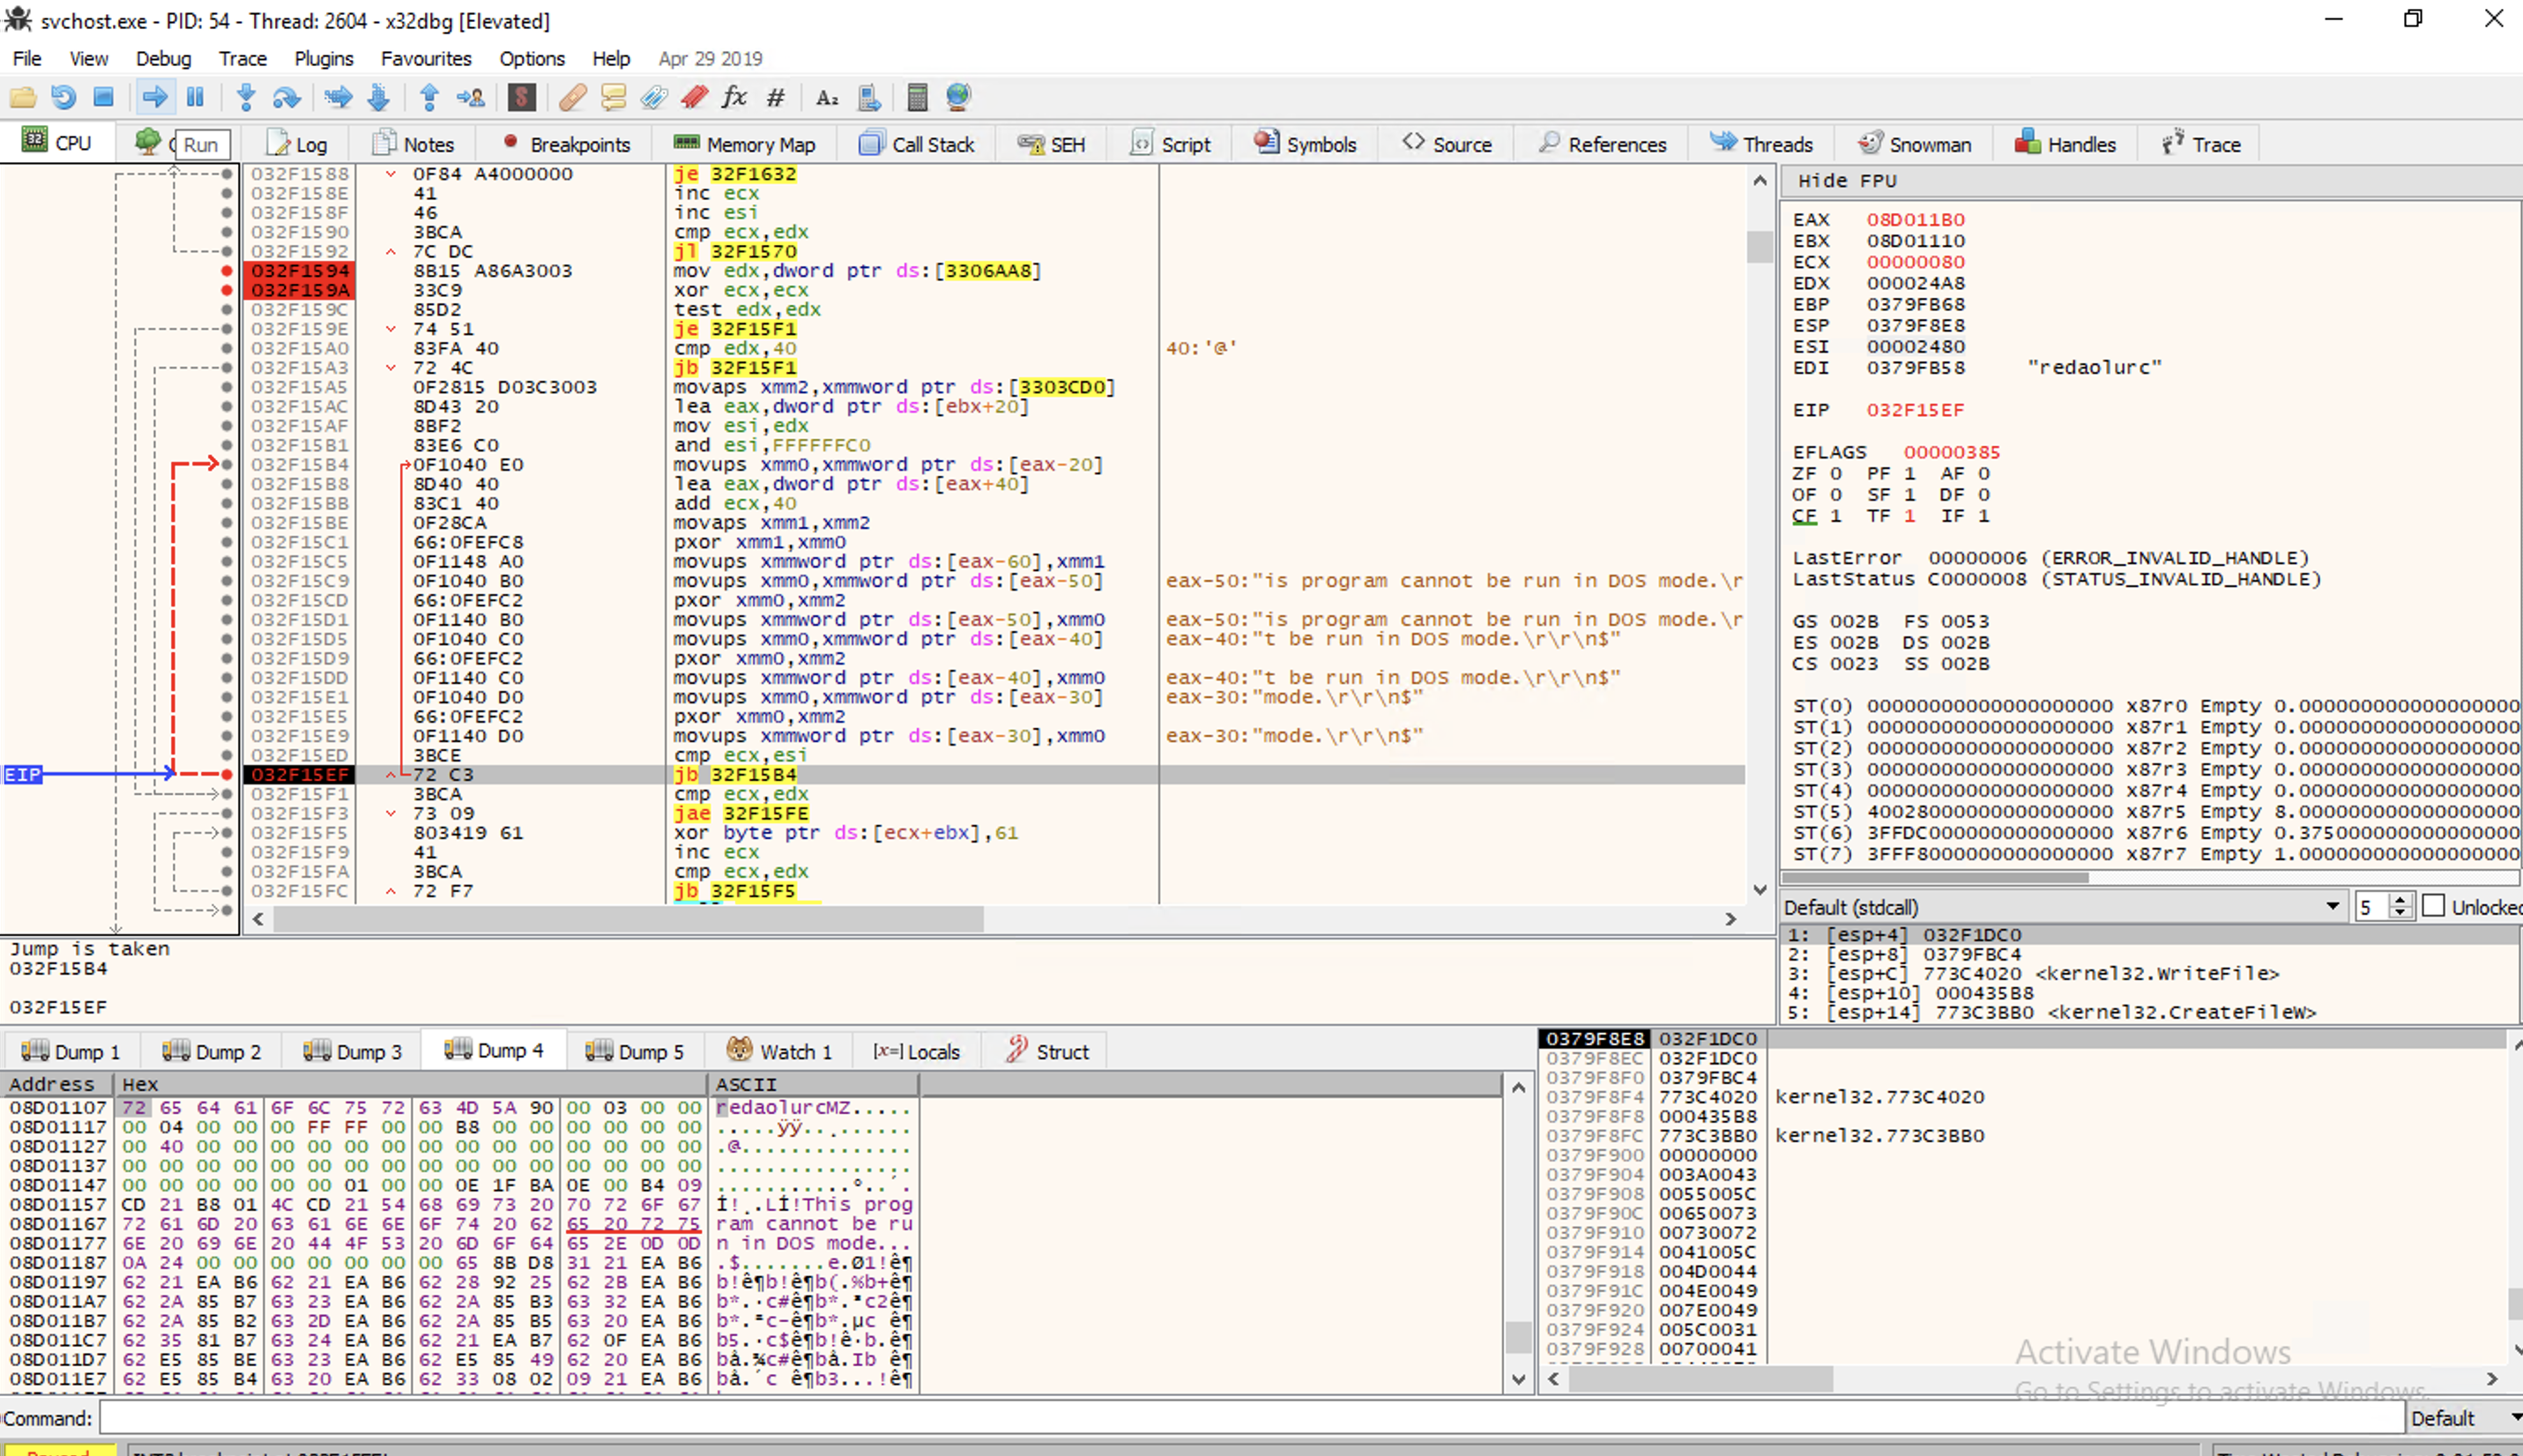 svchost.exe - PID: 54 - Thread: 2604 - x32dbg [Elevated]
File View Debug Trace Plugins Favourites Options Help Apr 29 2019
CPU Run Log Notes Breakpoints Memory Map Call Stack SEH Script Symbols Source References Threads Snowman Handles Trace
032F1588 0F84 A4000000 je 32F1632
032F158E 41 inc ecx
032F158F 46 inc esi
032F1590 3BCA cmp ecx,edx
032F1592 7C DC jl 32F1570
032F1594 8B15 A86A3003 mov edx,dword ptr ds:[3306AA8]
032F159A 33C9 xor ecx,ecx
032F159C 85D2 test edx,edx
032F159E 74 51 je 32F15F1
032F15A0 83FA 40 cmp edx,40 40:'@'
032F15A3 72 4C jb 32F15F1
032F15A5 0F2815 D03C3003 movaps xmm2,xmmword ptr ds:[3303CD0]
032F15AC 8D43 20 lea eax,dword ptr ds:[ebx+20]
032F15AF 8BF2 mov esi,edx
032F15B1 83E6 C0 and esi,FFFFFFC0
032F15B4 0F1040 E0 movups xmm0,xmmword ptr ds:[eax-20]
032F15B8 8D40 40 lea eax,dword ptr ds:[eax+40]
032F15BB 83C1 40 add ecx,40
032F15BE 0F28CA movaps xmm1,xmm2
032F15C1 66:0FEFC8 pxor xmm1,xmm0
032F15C5 0F1148 A0 movups xmmword ptr ds:[eax-60],xmm1
032F15C9 0F1040 B0 movups xmm0,xmmword ptr ds:[eax-50] eax-50:"is program cannot be run in DOS mode.\r
032F15CD 66:0FEFC2 pxor xmm0,xmm2
032F15D1 0F1140 B0 movups xmmword ptr ds:[eax-50],xmm0 eax-50:"is program cannot be run in DOS mode.\r
032F15D5 0F1040 C0 movups xmm0,xmmword ptr ds:[eax-40] eax-40:"t be run in DOS mode.\r\r\n$"
032F15D9 66:0FEFC2 pxor xmm0,xmm2
032F15DD 0F1140 C0 movups xmmword ptr ds:[eax-40],xmm0 eax-40:"t be run in DOS mode.\r\r\n$"
032F15E1 0F1040 D0 movups xmm0,xmmword ptr ds:[eax-30] eax-30:"mode.\r\r\n$"
032F15E5 66:0FEFC2 pxor xmm0,xmm2
032F15E9 0F1140 D0 movups xmmword ptr ds:[eax-30],xmm0 eax-30:"mode.\r\r\n$"
032F15ED 3BCE cmp ecx,esi
EIP 032F15EF 72 C3 jb 32F15B4
032F15F1 3BCA cmp ecx,edx
032F15F3 73 09 jae 32F15FE
032F15F5 803419 61 xor byte ptr ds:[ecx+ebx],61
032F15F9 41 inc ecx
032F15FA 3BCA cmp ecx,edx
032F15FC 72 F7 jb 32F15F5
Hide FPU
EAX 08D011B0
EBX 08D01110
ECX 00000080
EDX 000024A8
EBP 0379FB68
ESP 0379F8E8
ESI 00002480
EDI 0379FB58 "redaolurc"
EIP 032F15EF
EFLAGS 00000385
ZF 0 PF 1 AF 0
OF 0 SF 1 DF 0
CF 1 TF 1 IF 1
LastError 00000006 (ERROR_INVALID_HANDLE)
LastStatus C0000008 (STATUS_INVALID_HANDLE)
GS 002B FS 0053
ES 002B DS 002B
CS 0023 SS 002B
ST(0) 00000000000000000000 x87r0 Empty 0.000000000000000000
ST(1) 00000000000000000000 x87r1 Empty 0.000000000000000000
ST(2) 00000000000000000000 x87r2 Empty 0.000000000000000000
ST(3) 00000000000000000000 x87r3 Empty 0.000000000000000000
ST(4) 00000000000000000000 x87r4 Empty 0.000000000000000000
ST(5) 40028000000000000000 x87r5 Empty 8.000000000000000000
ST(6) 3FFDC000000000000000 x87r6 Empty 0.375000000000000000
ST(7) 3FFF8000000000000000 x87r7 Empty 1.000000000000000000
Default (stdcall) 5 Unlocked
1: [esp+4] 032F1DC0
2: [esp+8] 0379FBC4
3: [esp+C] 773C4020 <kernel32.WriteFile>
4: [esp+10] 000435B8
5: [esp+14] 773C3BB0 <kernel32.CreateFileW>
Jump is taken
032F15B4
032F15EF
Dump 1 Dump 2 Dump 3 Dump 4 Dump 5 Watch 1 [x=] Locals Struct
Address Hex ASCII
08D01107 72 65 64 61 6F 6C 75 72 63 4D 5A 90 00 03 00 00 redaolurcMZ.....
08D01117 00 04 00 00 00 FF FF 00 00 B8 00 00 00 00 00 00 .....ÿÿ..¸......
08D01127 00 40 00 00 00 00 00 00 00 00 00 00 00 00 00 00 .@..............
08D01137 00 00 00 00 00 00 00 00 00 00 00 00 00 00 00 00 ................
08D01147 00 00 00 00 00 00 01 00 00 0E 1F BA 0E 00 B4 09 ...........º..´.
08D01157 CD 21 B8 01 4C CD 21 54 68 69 73 20 70 72 6F 67 Í!¸.LÍ!This prog
08D01167 72 61 6D 20 63 61 6E 6E 6F 74 20 62 65 20 72 75 ram cannot be ru
08D01177 6E 20 69 6E 20 44 4F 53 20 6D 6F 64 65 2E 0D 0D n in DOS mode...
08D01187 0A 24 00 00 00 00 00 00 00 65 8B D8 31 21 EA B6 .$.......e.Ø1!ê¶
08D01197 62 21 EA B6 62 21 EA B6 62 28 92 25 62 2B EA B6 b!ê¶b!ê¶b(.%b+ê¶
08D011A7 62 2A 85 B7 63 23 EA B6 62 2A 85 B3 63 32 EA B6 b*.·c#ê¶b*.³c2ê¶
08D011B7 62 2A 85 B2 63 2D EA B6 62 2A 85 B5 63 20 EA B6 b*.²c-ê¶b*.µc ê¶
08D011C7 62 35 81 B7 63 24 EA B6 62 21 EA B7 62 0F EA B6 b5.·c$ê¶b!ê·b.ê¶
08D011D7 62 E5 85 BE 63 23 EA B6 62 E5 85 49 62 20 EA B6 bå.¾c#ê¶bå.Ib ê¶
08D011E7 62 E5 85 B4 63 20 EA B6 62 33 08 02 09 21 EA B6 bå.´c ê¶b3...!ê¶
0379F8E8 032F1DC0
0379F8EC 032F1DC0
0379F8F0 0379FBC4
0379F8F4 773C4020 kernel32.773C4020
0379F8F8 000435B8
0379F8FC 773C3BB0 kernel32.773C3BB0
0379F900 00000000
0379F904 003A0043
0379F908 0055005C
0379F90C 00650073
0379F910 00730072
0379F914 0041005C
0379F918 004D0044
0379F91C 004E0049
0379F920 007E0049
0379F924 005C0031
0379F928 00700041
Activate Windows
Go to Settings to activate Windows.
Command: Default